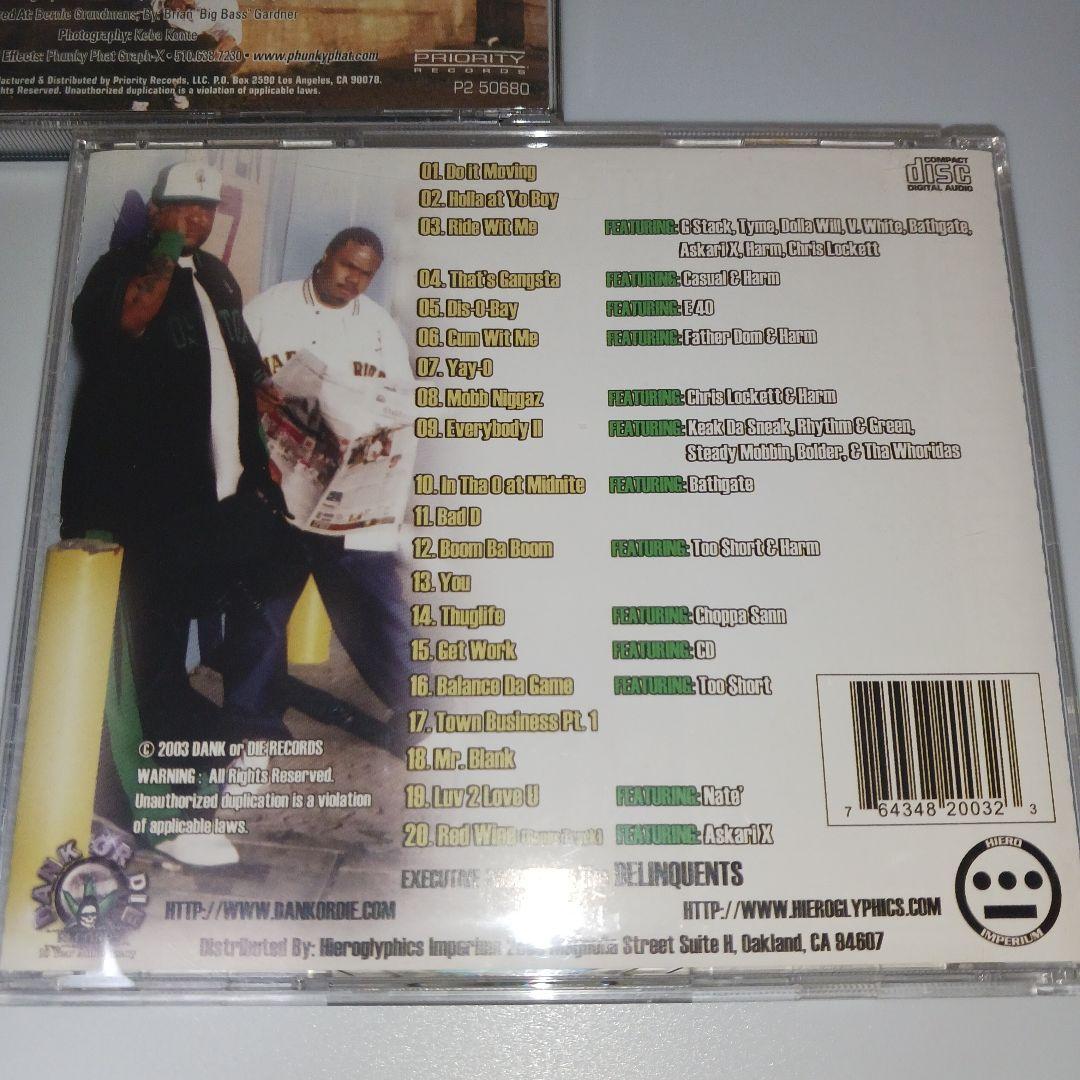 ed At: Bernie Grundmans; By: Brian "Big Bass" Gardner
Photography: Keba Konte
Effects: Phunky Phat Graph-X • 510.638.7230 • www.phunkyphat.com
actured & Distributed by Priority Records, LLC. P.O. Box 2590 Los Angeles, CA 90078.
ghts Reserved. Unauthorized duplication is a violation of applicable laws.
PRIORITY
RECORDS
P2 50680
COMPACT
disc
DIGITAL AUDIO
01. Do it Moving
02. Holla at Yo Boy
03. Ride Wit Me FEATURING: G Stack, Tyme, Dolla Will, V. White, Bathgate,
Askari X, Harm, Chris Lockett
04. That's Gangsta FEATURING: Casual & Harm
05. Dis-O-Bay FEATURING: E 40
06. Cum Wit Me FEATURING: Father Dom & Harm
07. Yay-O
08. Mobb Niggaz FEATURING: Chris Lockett & Harm
09. Everybody II FEATURING: Keak Da Sneak, Rhythm & Green,
Steady Mobbin, Bolder, & Tha Whoridas
10. In Tha O at Midnite FEATURING: Bathgate
11. Bad D
12. Boom Ba Boom FEATURING: Too Short & Harm
13. You
14. Thuglife FEATURING: Choppa Sann
15. Get Work FEATURING: CD
16. Balance Da Game FEATURING: Too Short
17. Town Business Pt. 1
18. Mr. Blank
19. Luv 2 Love U FEATURING: Nate'
20. Red Wine FEATURING: Askari X
© 2003 DANK or DIE RECORDS
WARNING : All Rights Reserved.
Unauthorized duplication is a violation
of applicable laws.
7 64348 20032 3
DANK OR DIE
EXECUTIVE DELINQUENTS
HTTP://WWW.DANKORDIE.COM
HTTP://WWW.HIEROGLYPHICS.COM
HIERO
IMPERIUM
Distributed By: Hieroglyphics Imperium Street Suite H, Oakland, CA 94607